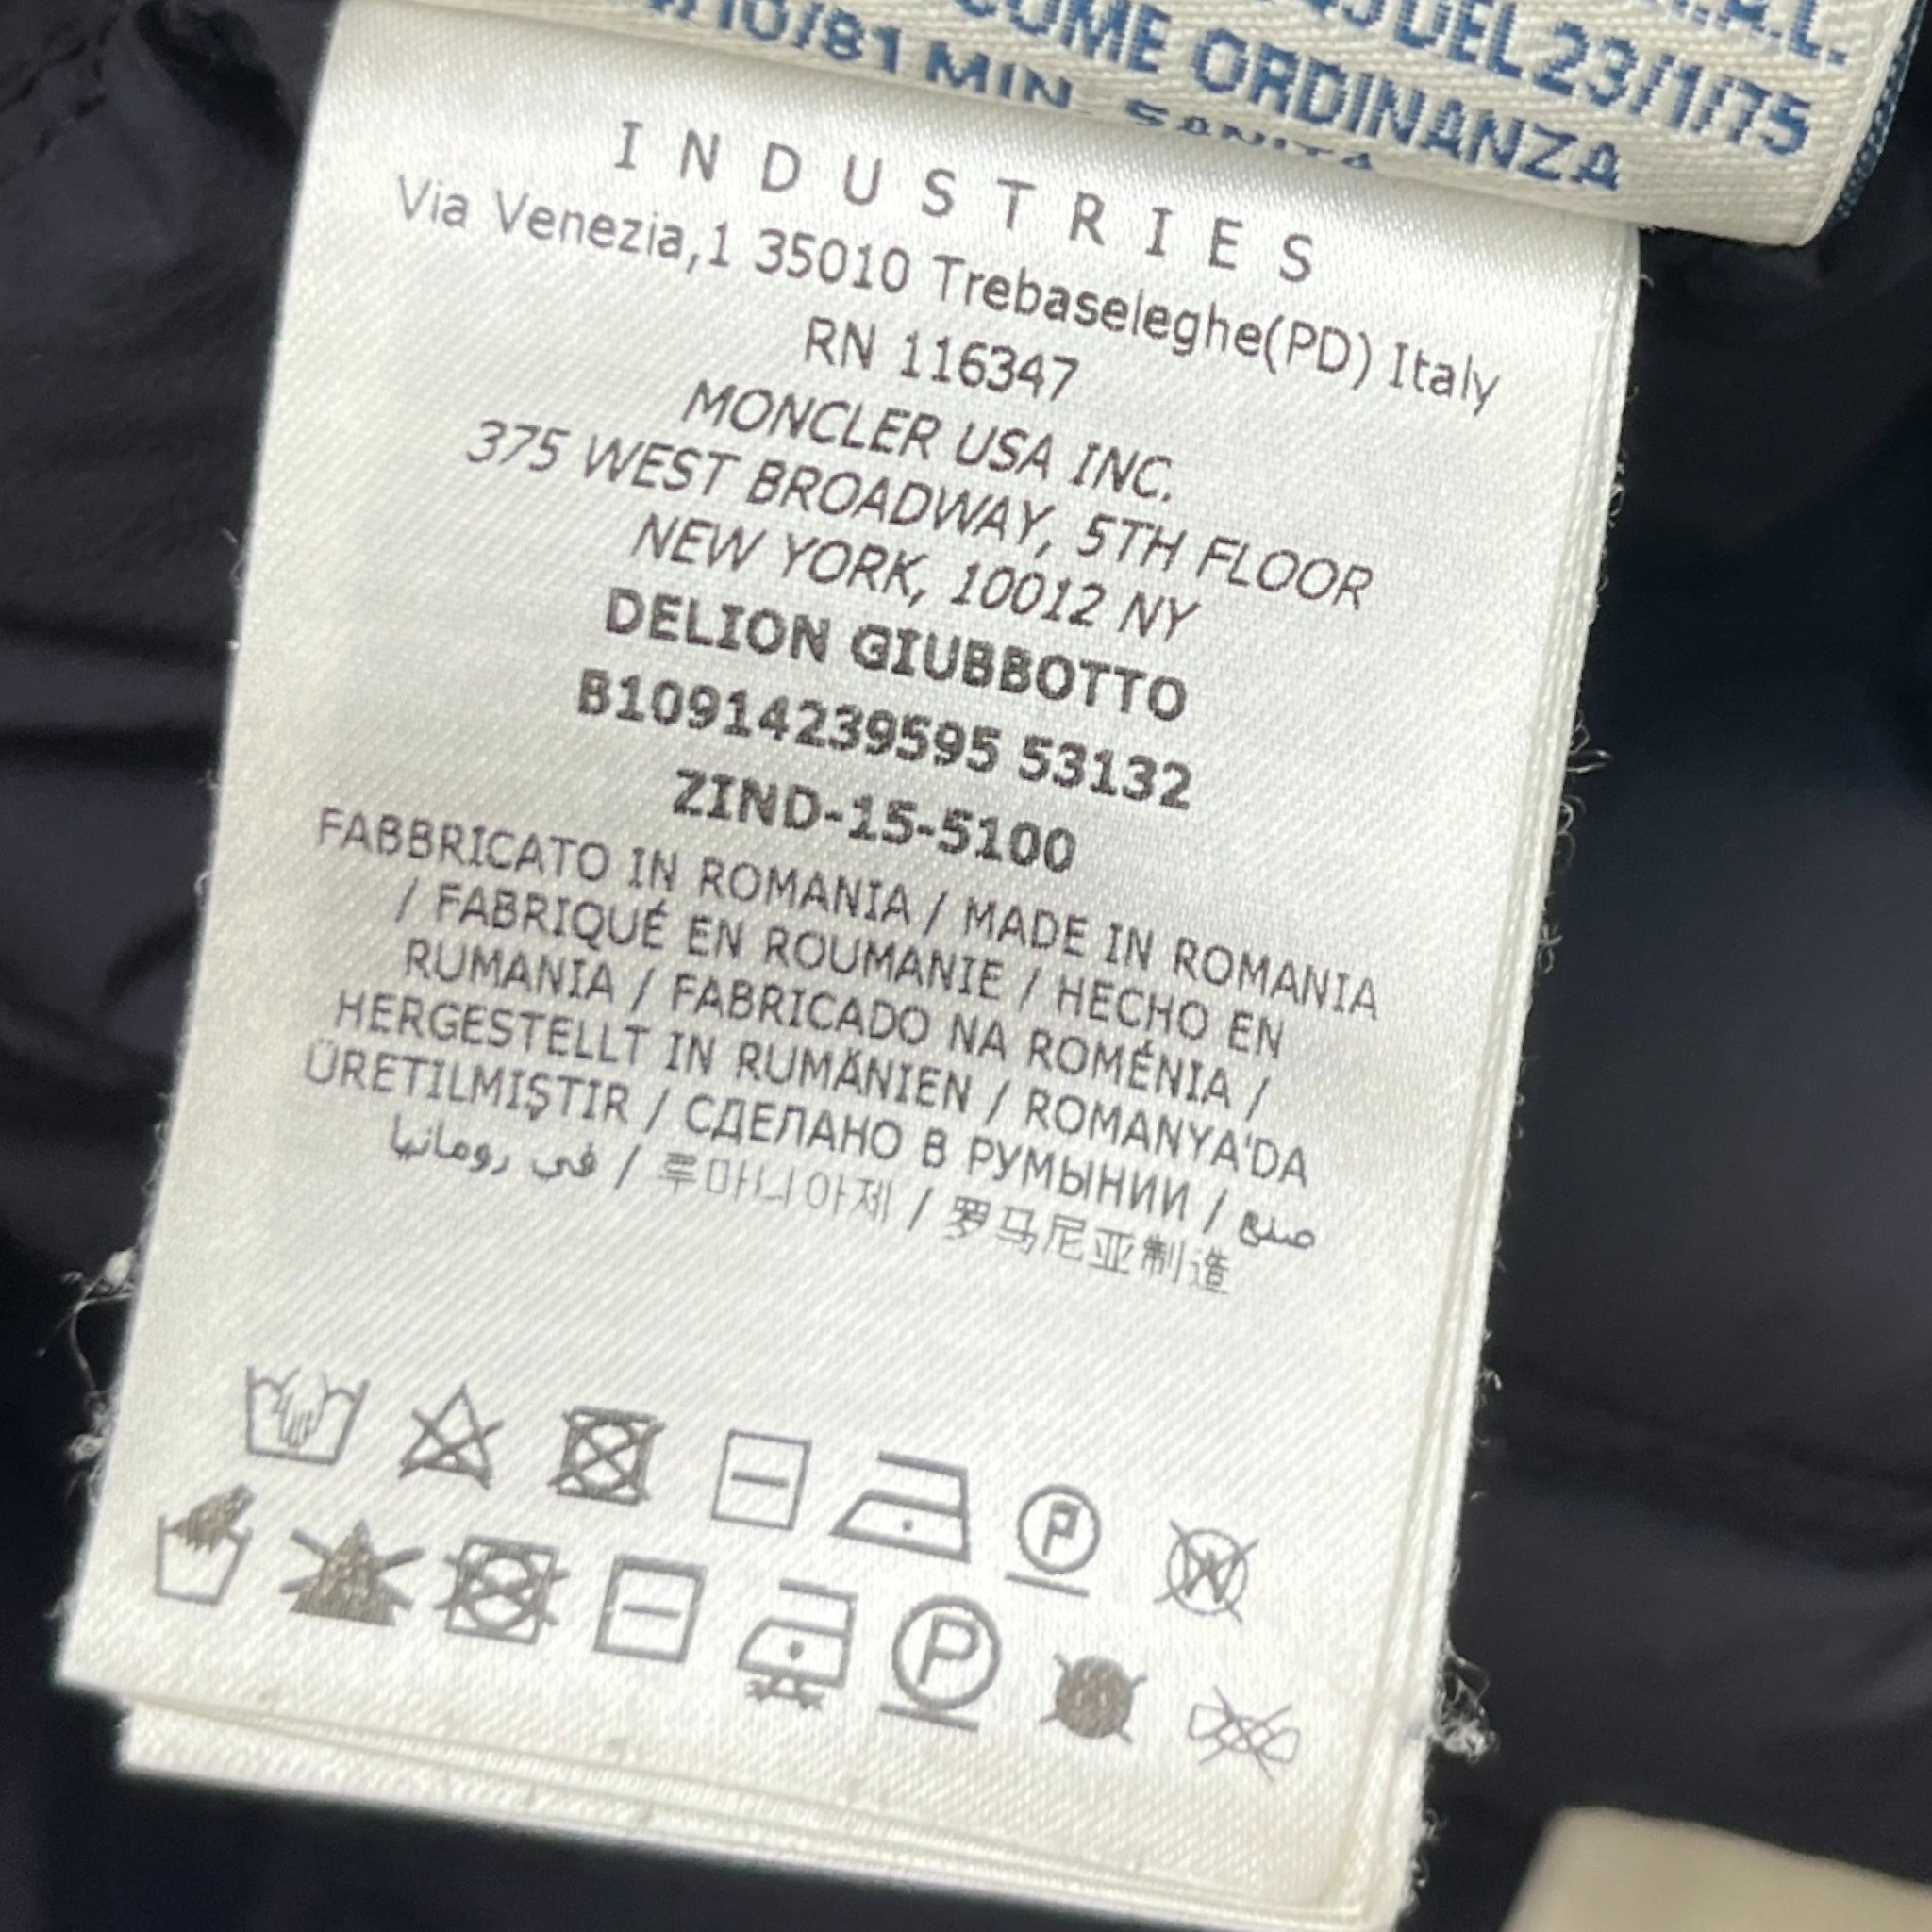 .A.L.
DEL 23/1/75
COME ORDINANZA
/10/81 MIN. SANITÀ
INDUSTRIES
Via Venezia,1 35010 Trebaseleghe(PD) Italy
RN 116347
MONCLER USA INC.
375 WEST BROADWAY, 5TH FLOOR
NEW YORK, 10012 NY
DELION GIUBBOTTO
B10914239595 53132
ZIND-15-5100
FABBRICATO IN ROMANIA / MADE IN ROMANIA
/ FABRIQUÉ EN ROUMANIE / HECHO EN
RUMANIA / FABRICADO NA ROMÉNIA /
HERGESTELLT IN RUMÄNIEN / ROMANYA'DA
ÜRETILMIŞTIR / СДЕЛАНО В РУМЫНИИ / صنع
في رومانيا / 루마니아제 / 罗马尼亚制造
P W
P